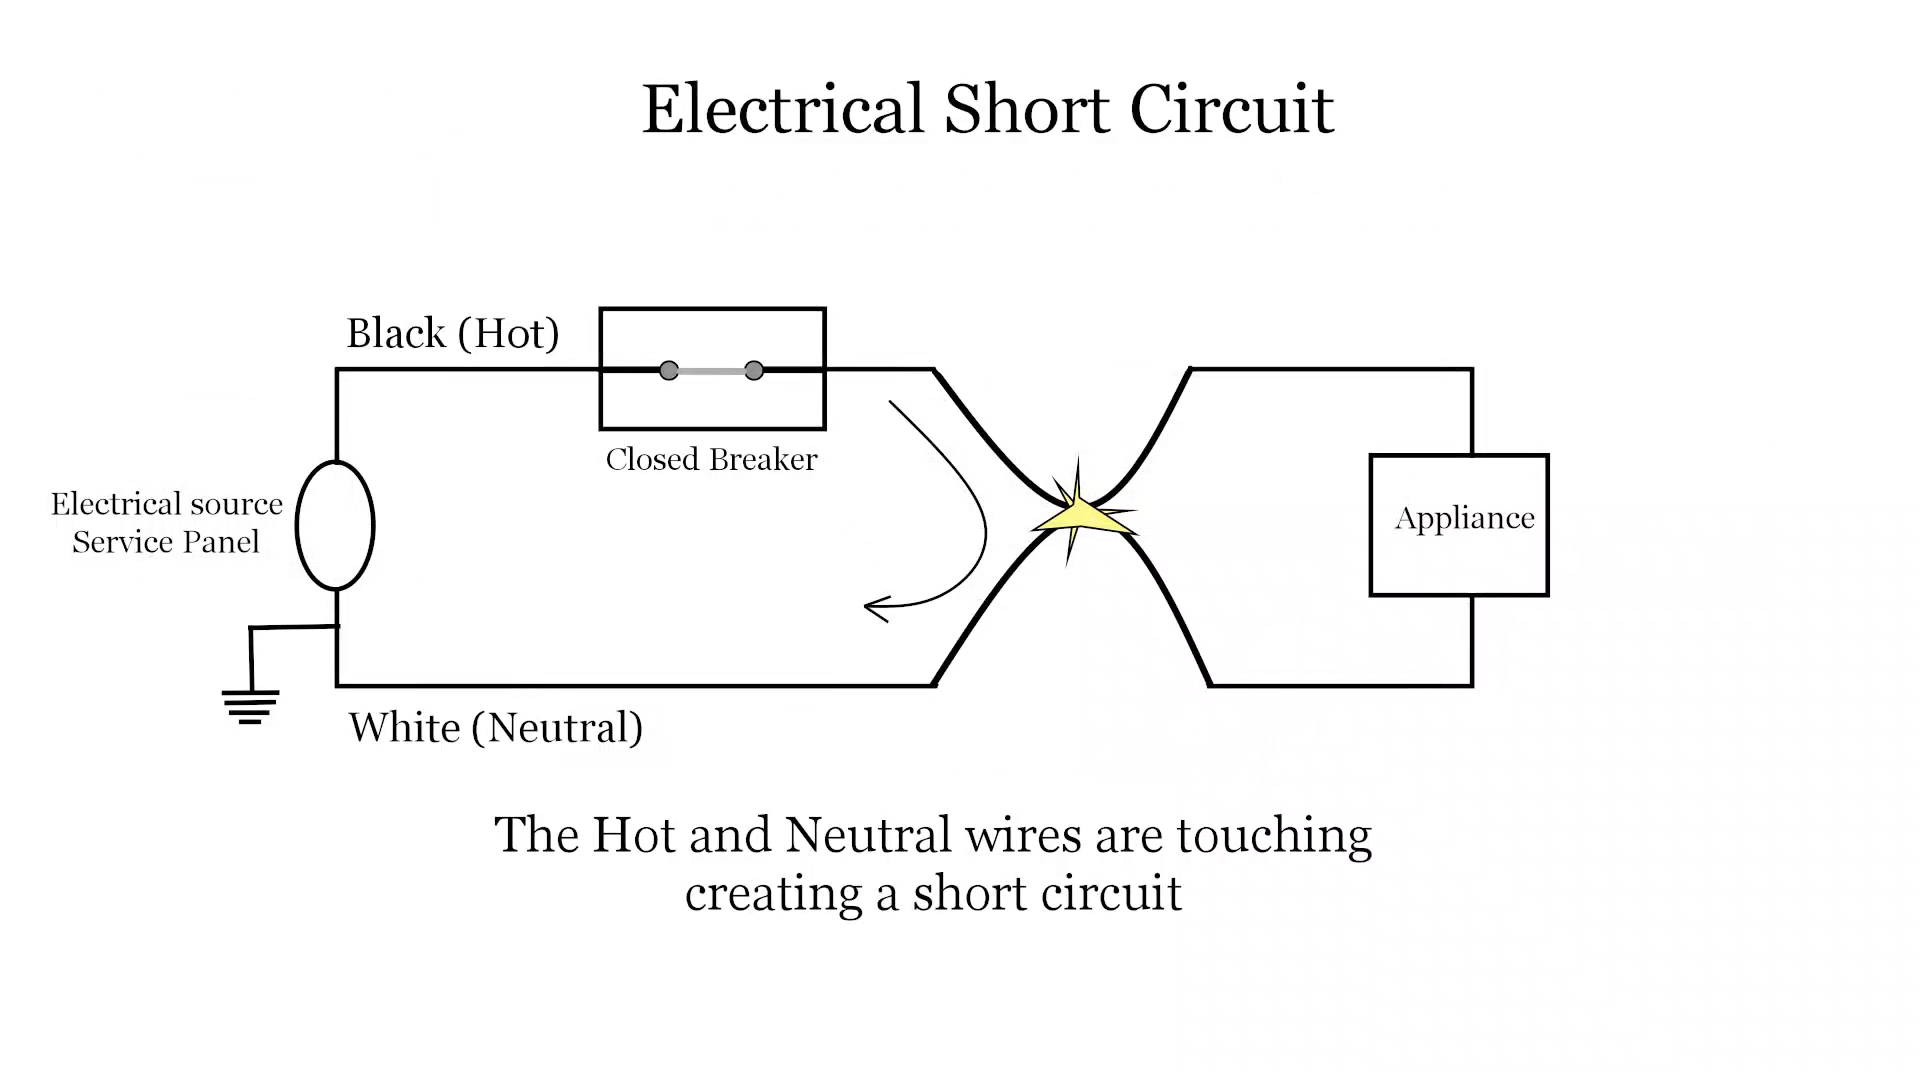 Electrical Short Circuit
Black (Hot)
Closed Breaker
Electrical source
Service Panel
Appliance
White (Neutral)
The Hot and Neutral wires are touching
creating a short circuit